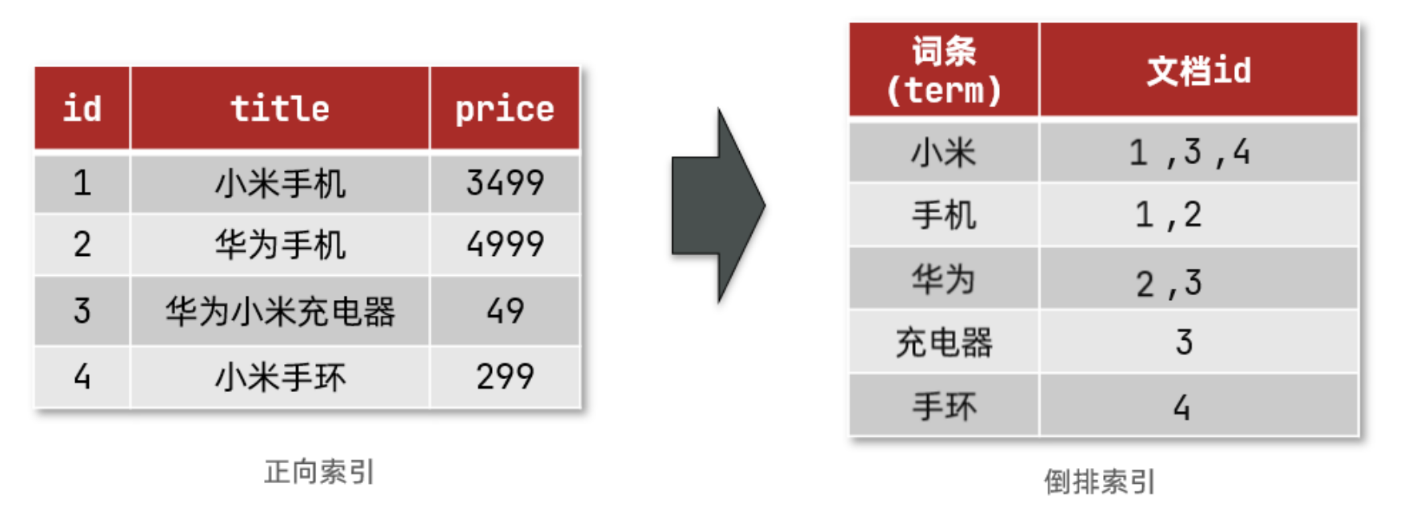 id title price
1 小米手机 3499
2 华为手机 4999
3 华为小米充电器 49
4 小米手环 299
正向索引
词条
(term) 文档id
小米 1 ,3 ,4
手机 1 ,2
华为 2 ,3
充电器 3
手环 4
倒排索引